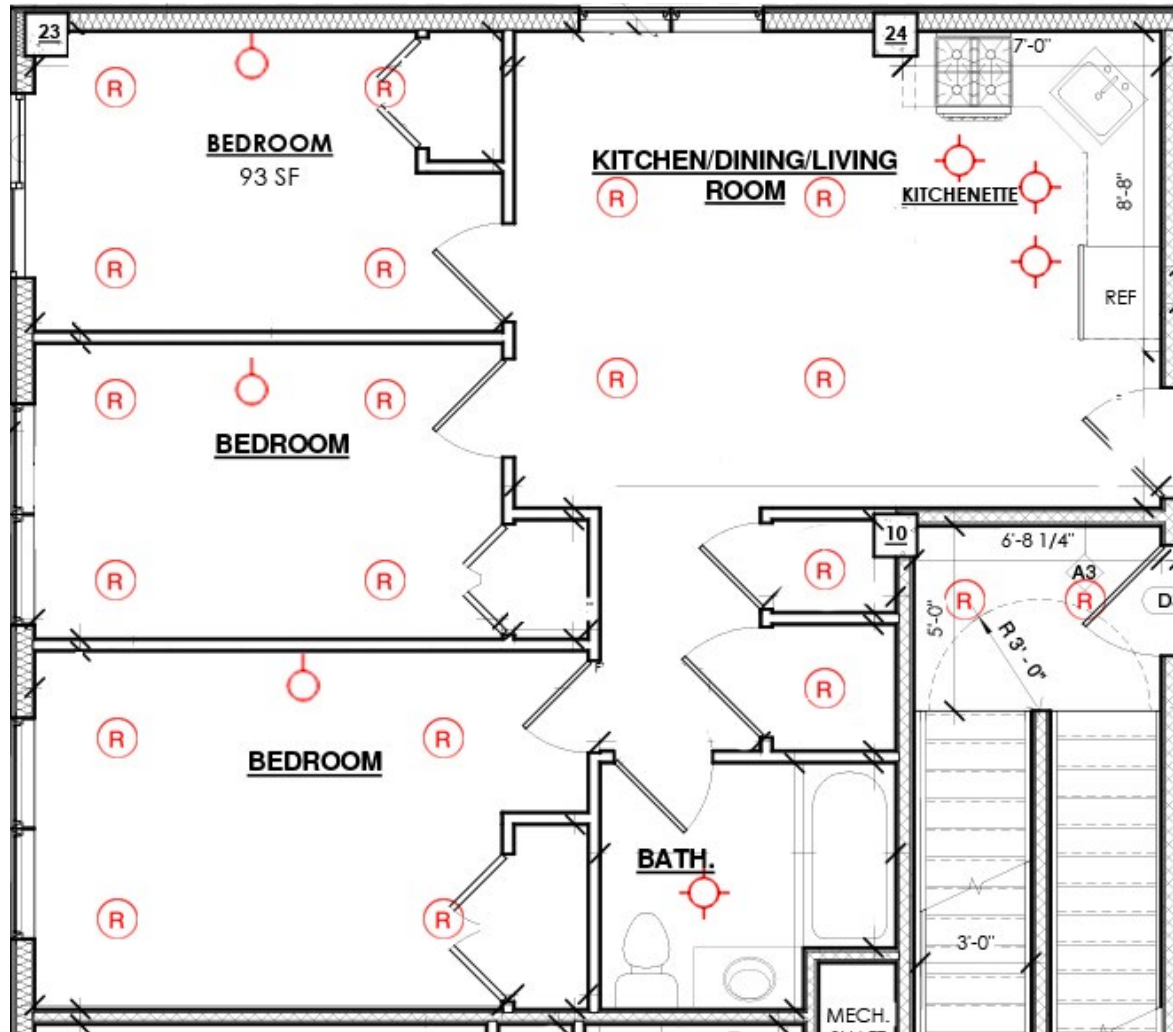 23
24
7'-0"
R
R
BEDROOM
93 SF
KITCHEN/DINING/LIVING
ROOM
KITCHENETTE
R
R
8'-8"
R
R
REF
R
R
R
R
BEDROOM
10
6'-8 1/4"
R
R
R
A3
R
R
D
5'-0"
R 3'-0"
R
R
R
BEDROOM
BATH.
R
R
3'-0"
MECH.